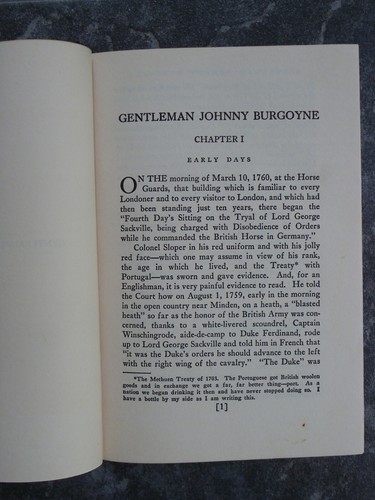 GENTLEMAN JOHNNY BURGOYNE
CHAPTER I
EARLY DAYS
ON THE morning of March 10, 1760, at the Horse
Guards, that building which is familiar to every
Londoner and to every visitor to London, and which had
then been standing just ten years, there began the
"Fourth Day's Sitting on the Tryal of Lord George
Sackville, being charged with Disobedience of Orders
while he commanded the British Horse in Germany."
Colonel Sloper in his red uniform and with his jolly
red face—which one may assume in view of his rank,
the age in which he lived, and the Treaty* with
Portugal—was sworn and gave evidence. And, for an
Englishman, it is very painful evidence to read. He told
the Court how on August 1, 1759, early in the morning
in the open country near Minden, on a heath, a "blasted
heath" so far as the honor of the British Army was con-
cerned, thanks to a white-livered scoundrel, Captain
Winschingrode, aide-de-camp to Duke Ferdinand, rode
up to Lord George Sackville and told him in French that
"it was the Duke's orders he should advance to the left
with the right wing of the cavalry." "The Duke" was
*The Methuen Treaty of 1703. The Portuguese got British woolen
goods and in exchange we got a far, far better thing—port. As a
nation we began drinking it then and have never stopped doing so. I
have a bottle by my side as I am writing this.
[1]